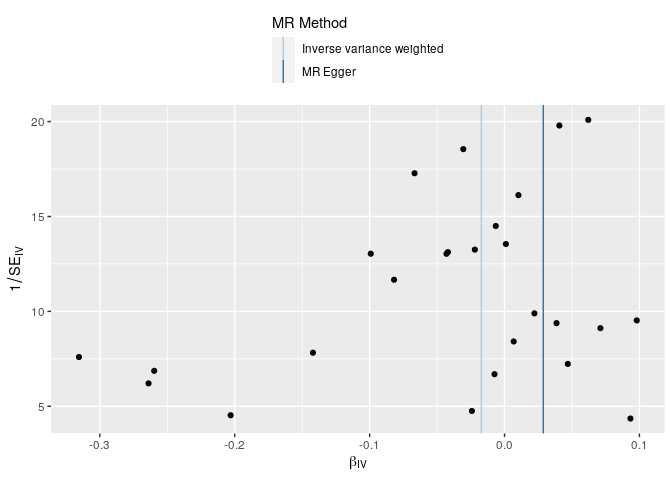 MR Method
Inverse variance weighted
MR Egger
20
15
10
5
1/SE_IV
-0.3 -0.2 -0.1 0.0 0.1
β_IV